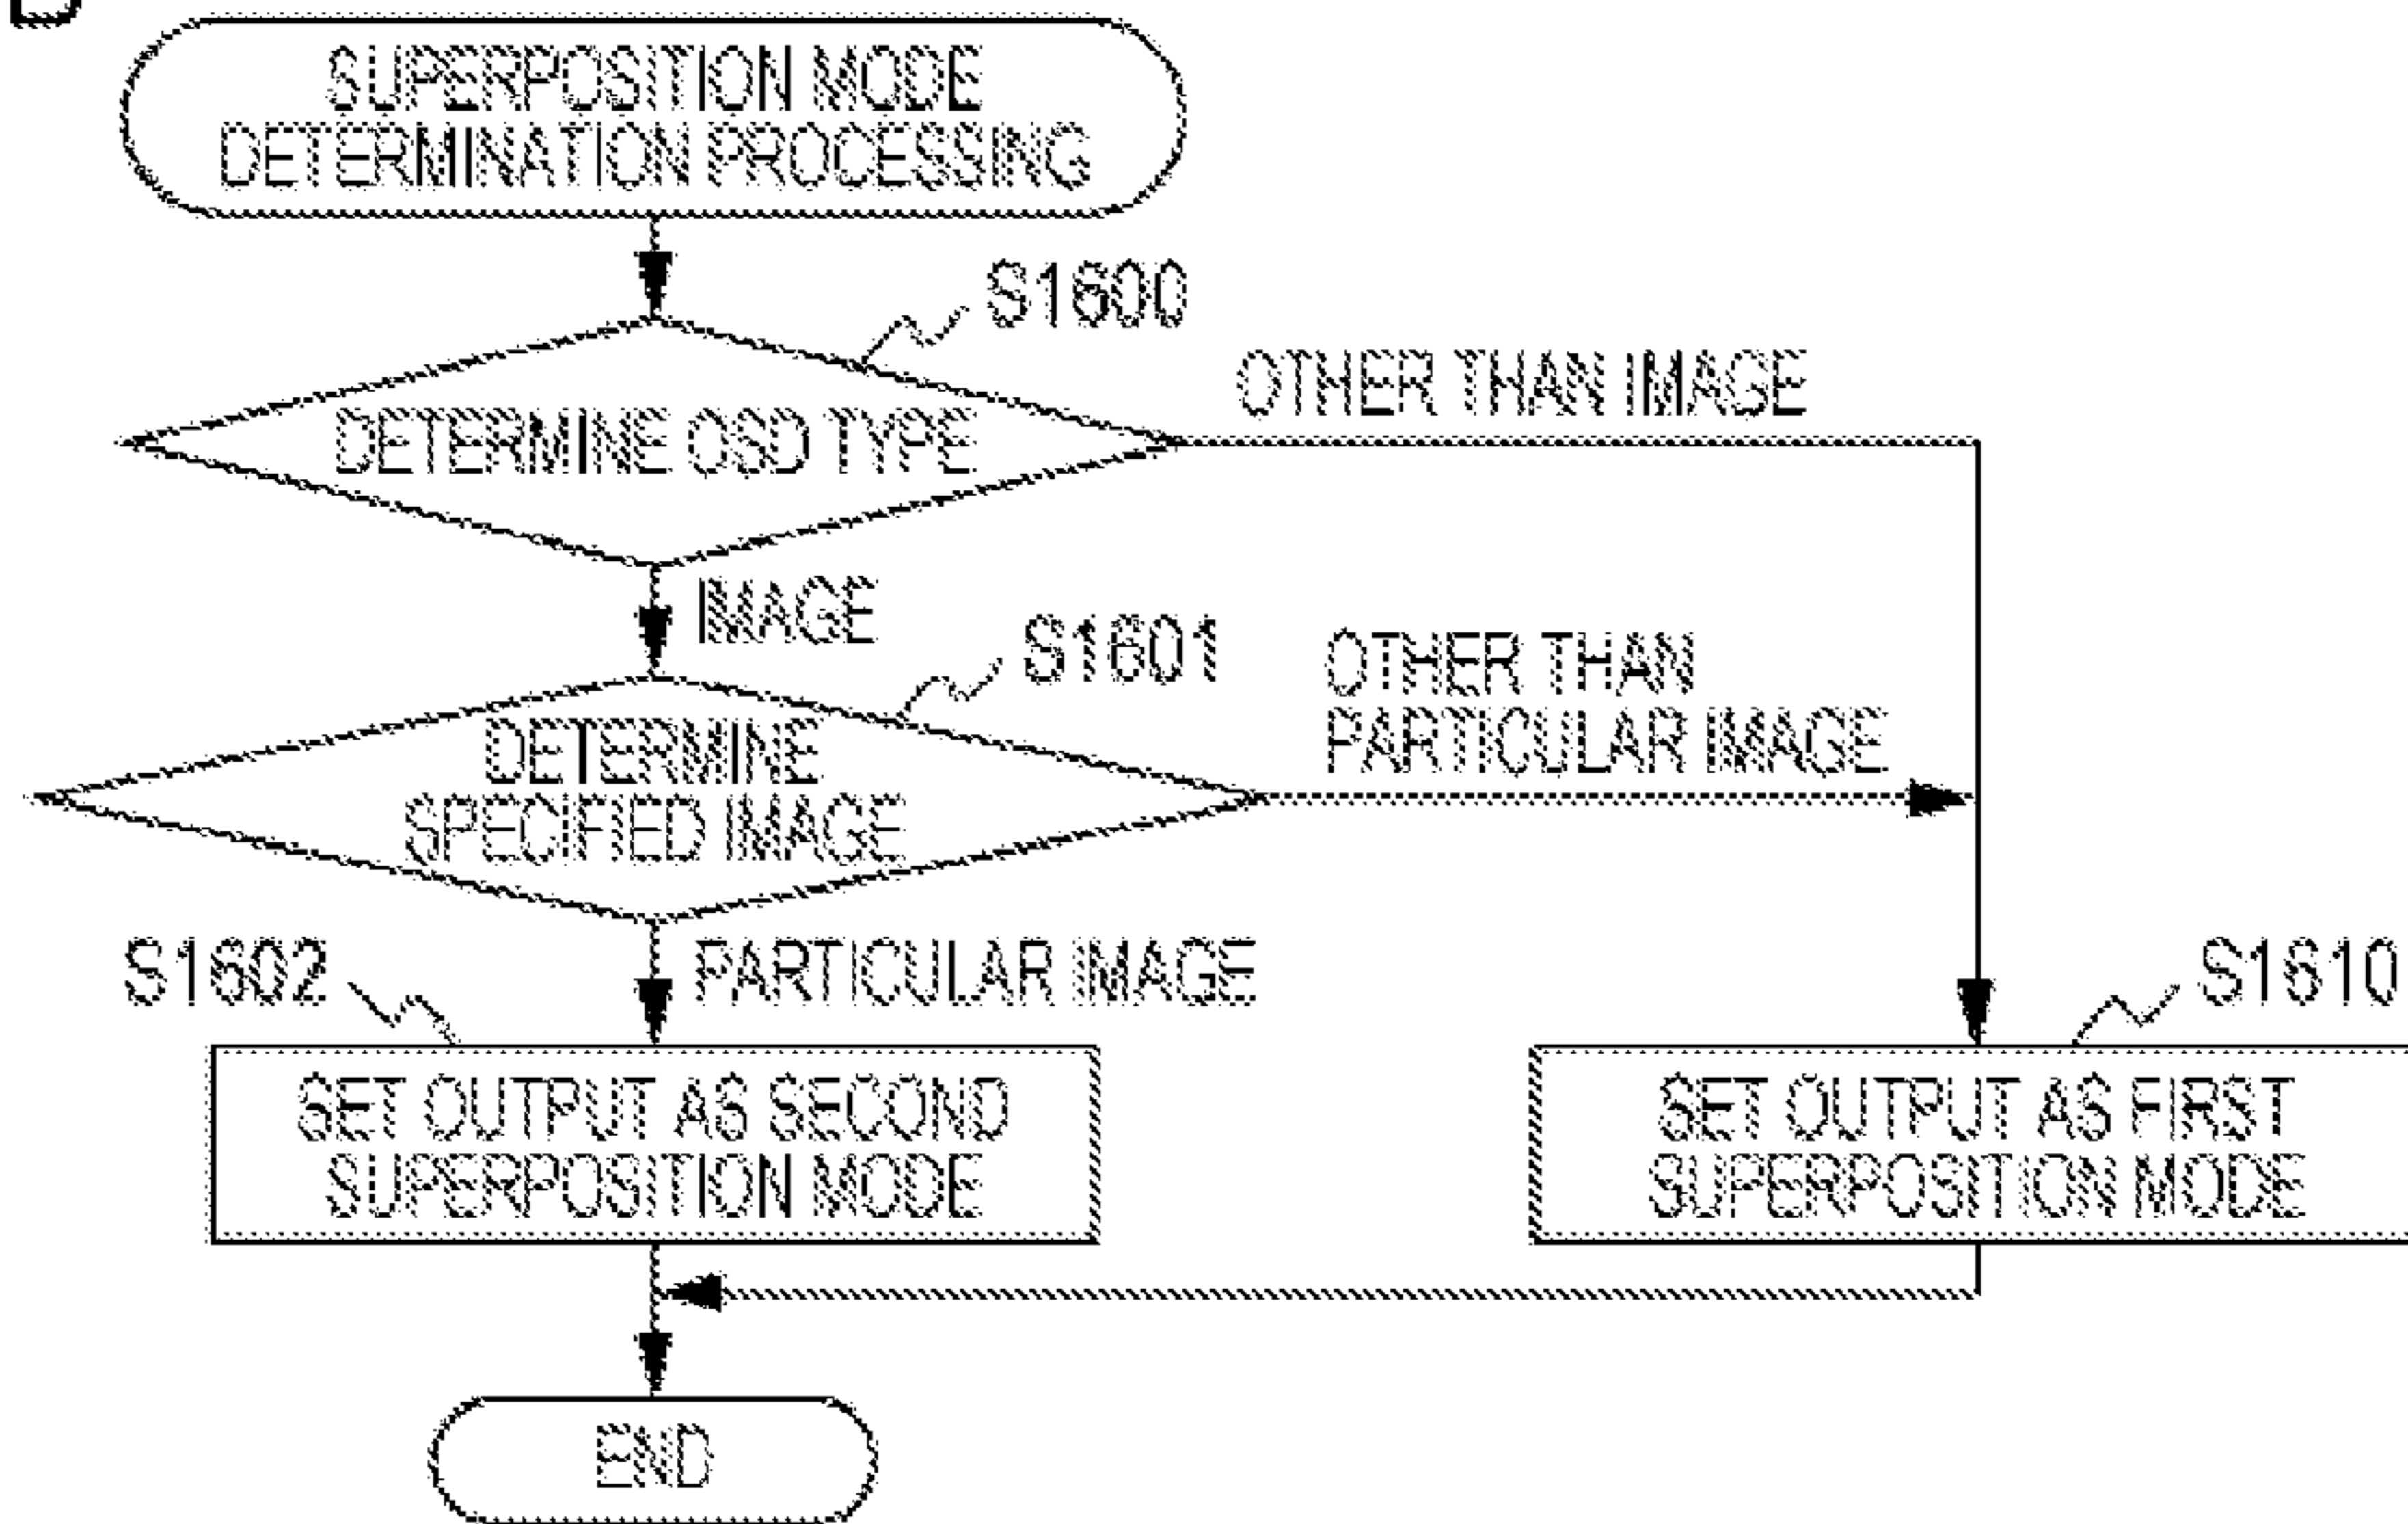 SUPERPOSITION MODE
DETERMINATION PROCESSING
S1600
DETERMINE OSD TYPE
OTHER THAN IMAGE
IMAGE
S1601
DETERMINE
SPECIFIED IMAGE
OTHER THAN
PARTICULAR IMAGE
S1602
PARTICULAR IMAGE
S1610
SET OUTPUT AS SECOND
SUPERPOSITION MODE
SET OUTPUT AS FIRST
SUPERPOSITION MODE
END